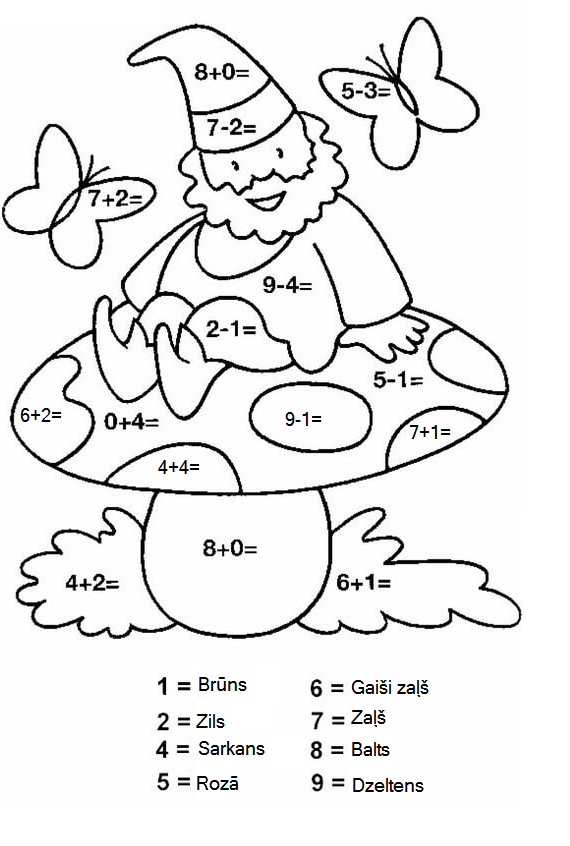 8+0=
5-3=
7-2=
7+2=
9-4=
2-1=
5-1=
6+2=
0+4=
9-1=
7+1=
4+4=
8+0=
4+2=
6+1=
1 = Brūns
6 = Gaiši zaļš
2 = Zils
7 = Zaļš
4 = Sarkans
8 = Balts
5 = Rozā
9 = Dzeltens